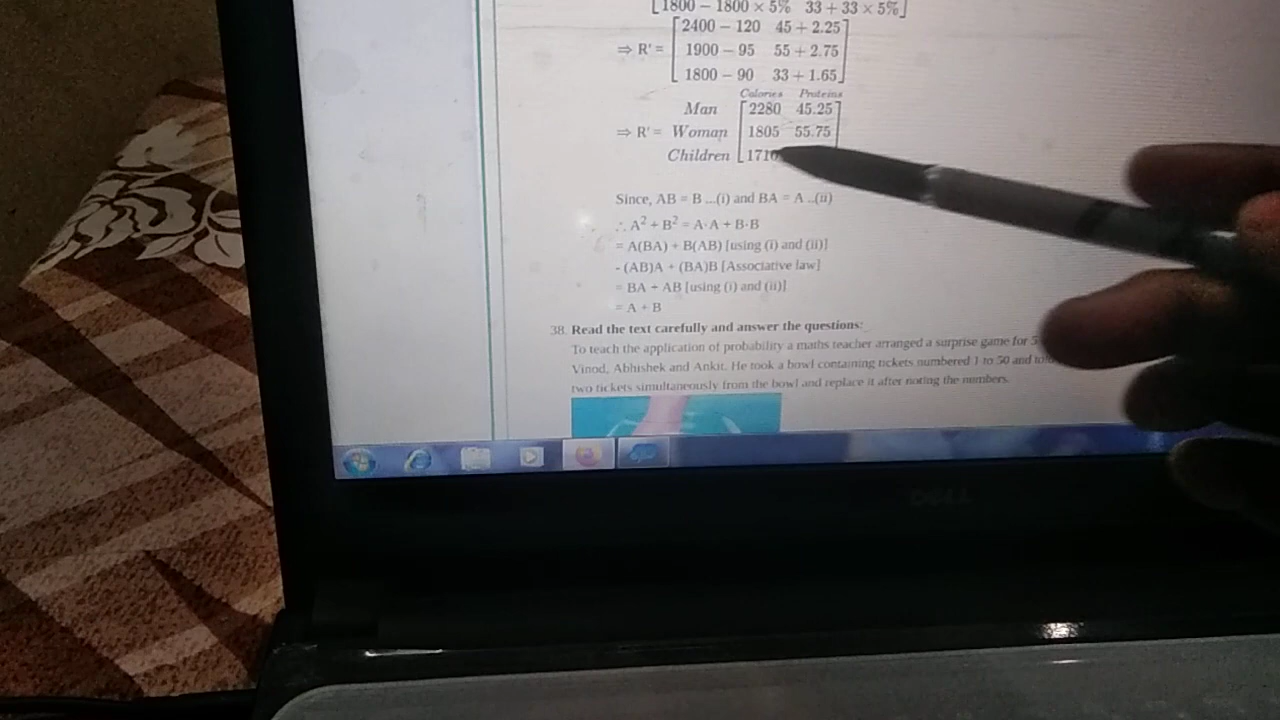 [1800 − 1800 × 5% 33 + 33 × 5%]
[2400 − 120 45 + 2.25]
⇒ R' = [1900 − 95 55 + 2.75]
[1800 − 90 33 + 1.65]
Calories Proteins
Man [2280 45.25]
⇒ R' = Woman 1805 55.75
Children [1710
Since, AB = B ...(i) and BA = A ..(ii)
∴ A² + B² = A·A + B·B
= A(BA) + B(AB) [using (i) and (ii)]
- (AB)A + (BA)B [Associative law]
= BA + AB [using (i) and (ii)]
= A + B
38. Read the text carefully and answer the questions:
To teach the application of probability a maths teacher arranged a surprise game for 5
Vinod, Abhishek and Ankit. He took a bowl containing tickets numbered 1 to 50 and
two tickets simultaneously from the bowl and replace it after noting the numbers.
DELL